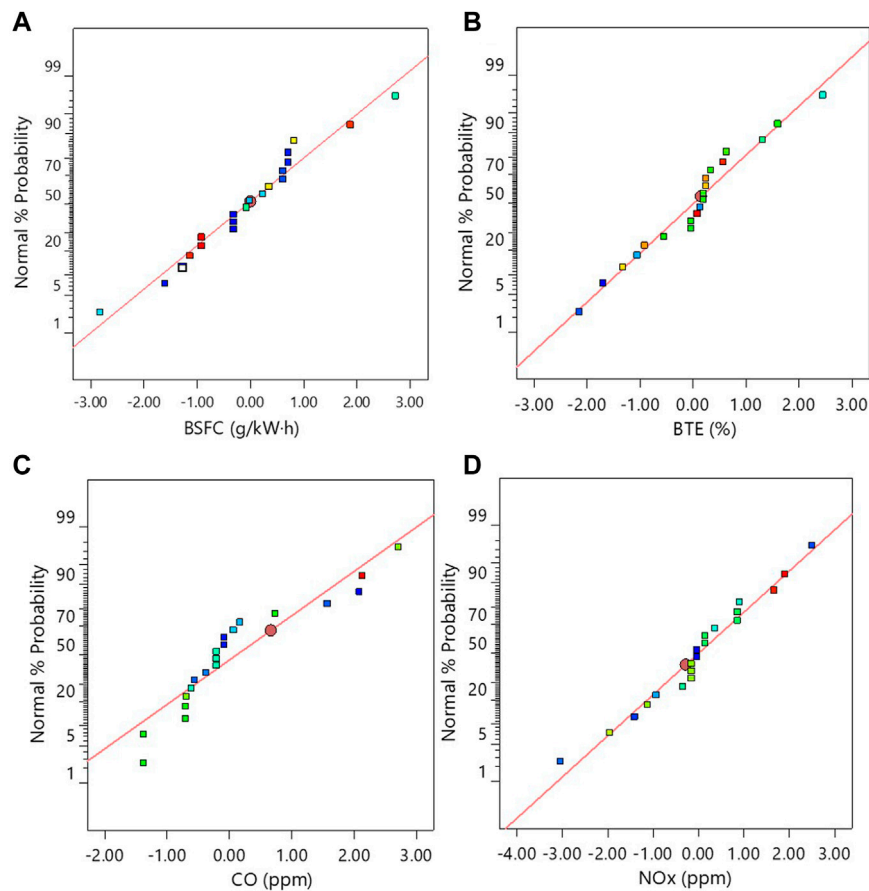 A
Normal % Probability
99
90
70
50
20
5
1
-3.00 -2.00 -1.00 0.00 1.00 2.00 3.00
BSFC (g/kW·h)
B
Normal % Probability
99
90
70
50
20
5
1
-3.00 -2.00 -1.00 0.00 1.00 2.00 3.00
BTE (%)
C
Normal % Probability
99
90
70
50
20
5
1
-2.00 -1.00 0.00 1.00 2.00 3.00
CO (ppm)
D
Normal % Probability
99
90
70
50
20
5
1
-4.00 -3.00 -2.00 -1.00 0.00 1.00 2.00 3.00
NOx (ppm)